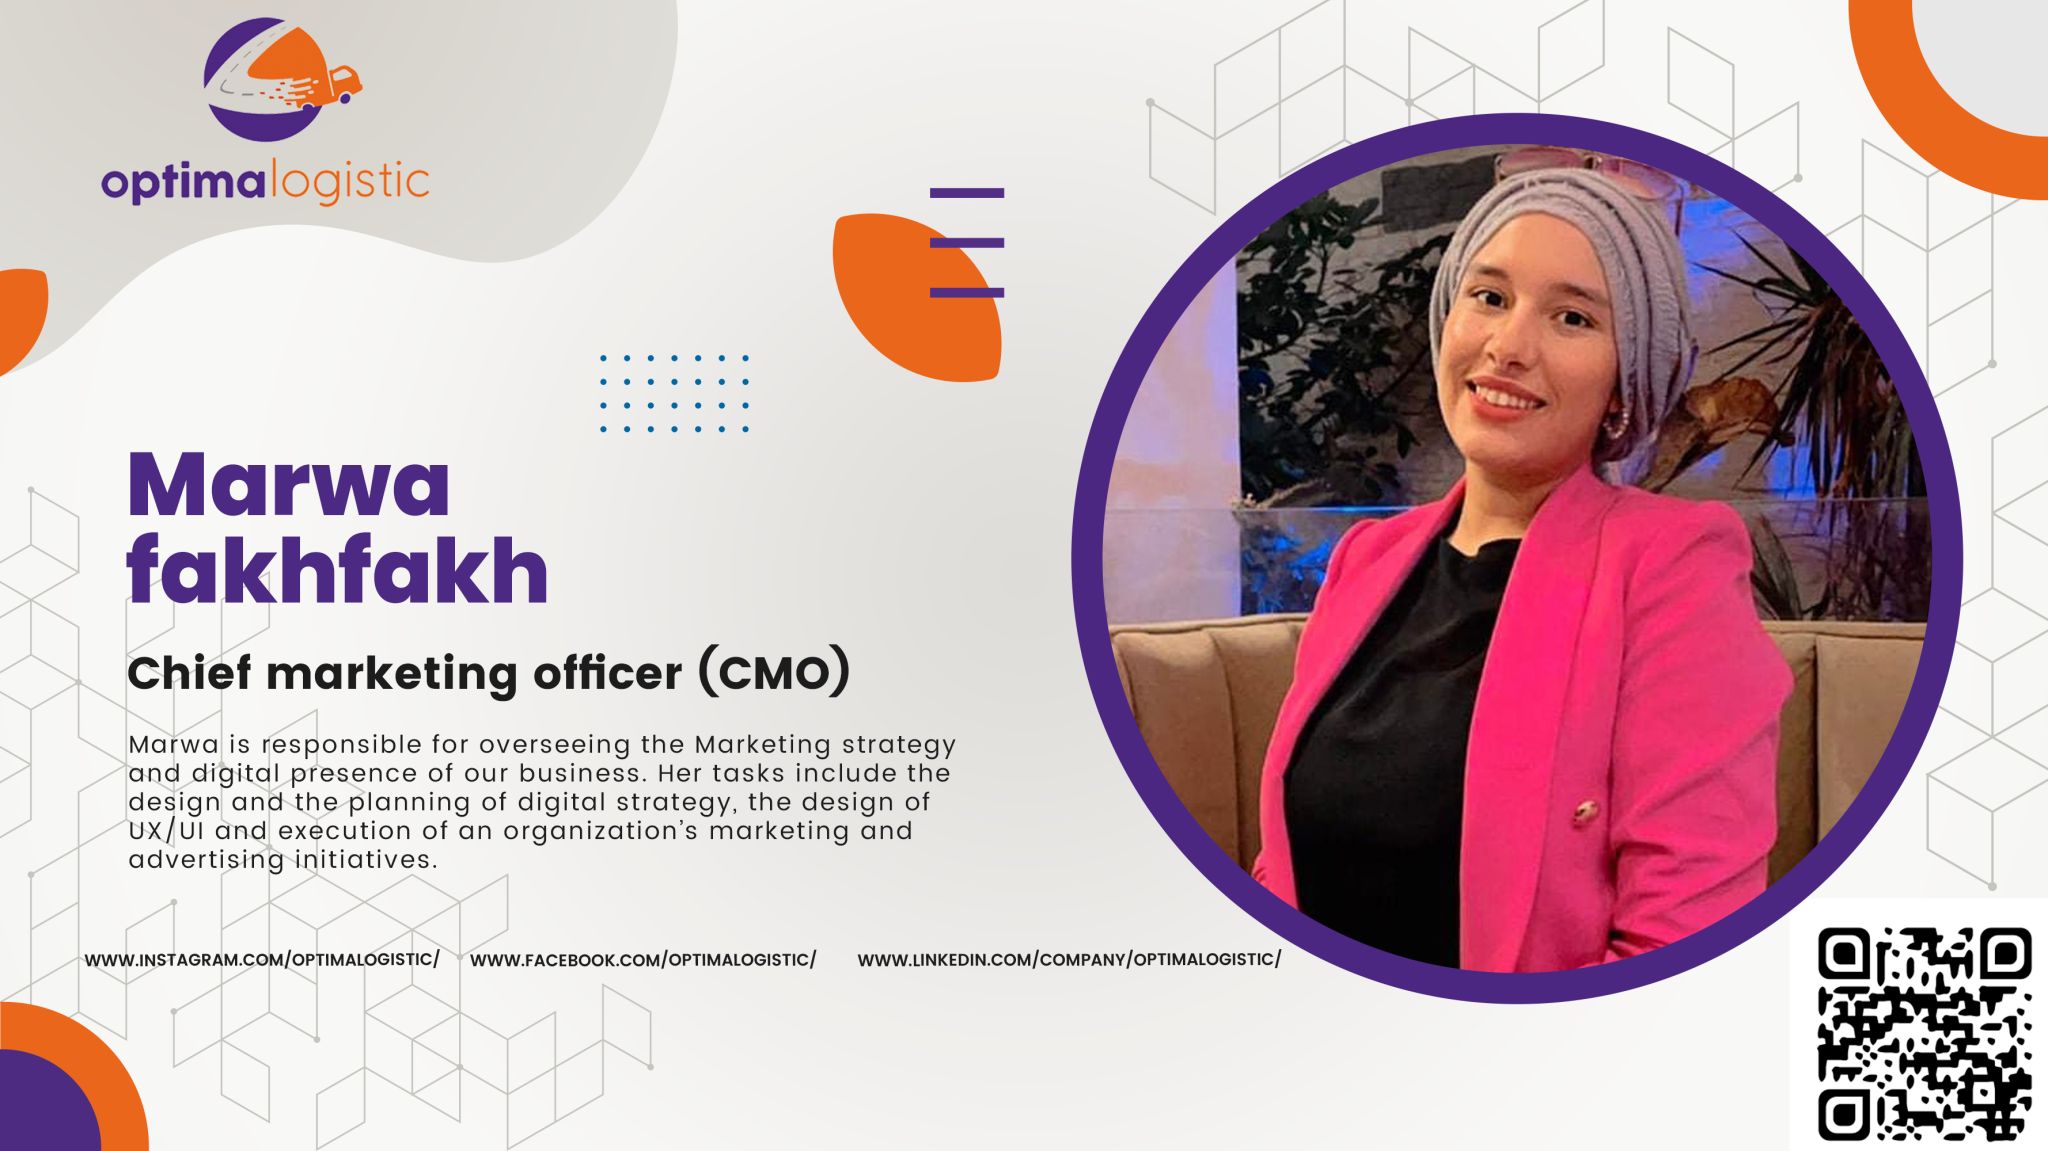 optimalogistic
Marwa
fakhfakh
Chief marketing officer (CMO)
Marwa is responsible for overseeing the Marketing strategy
and digital presence of our business. Her tasks include the
design and the planning of digital strategy, the design of
UX/UI and execution of an organization’s marketing and
advertising initiatives.
WWW.INSTAGRAM.COM/OPTIMALOGISTIC/
WWW.FACEBOOK.COM/OPTIMALOGISTIC/
WWW.LINKEDIN.COM/COMPANY/OPTIMALOGISTIC/